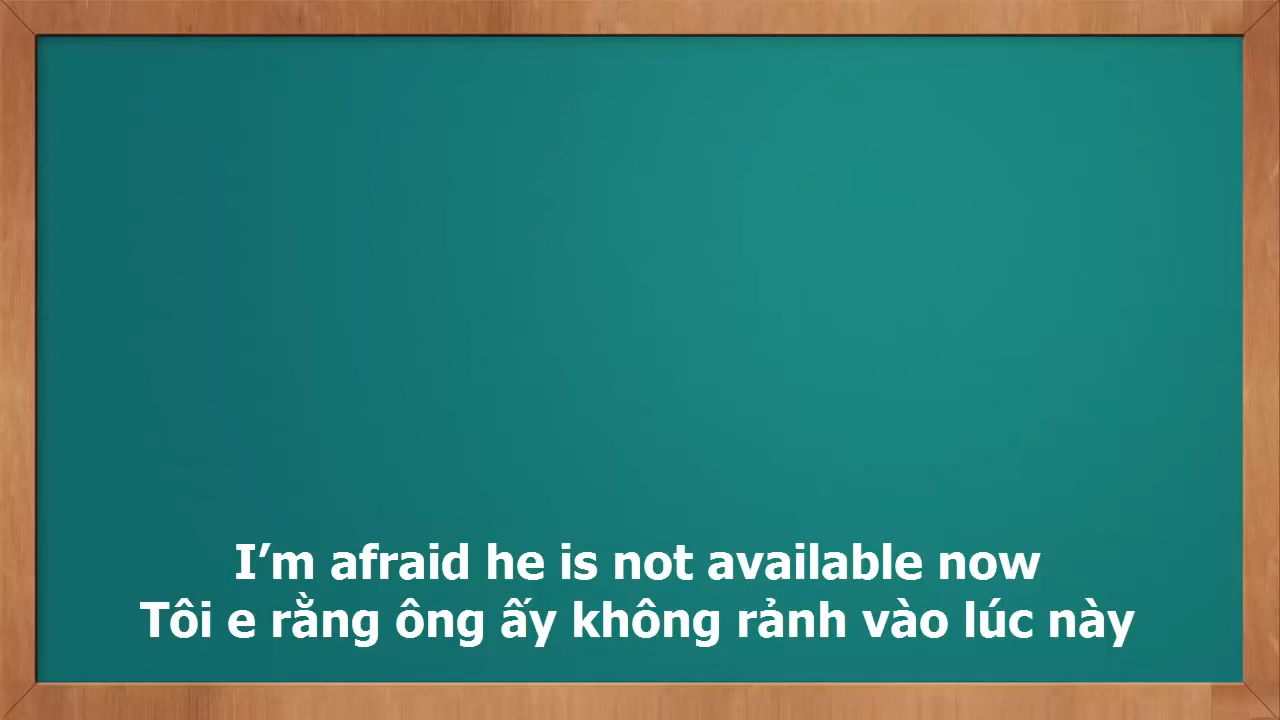 I’m afraid he is not available now
Tôi e rằng ông ấy không rảnh vào lúc này